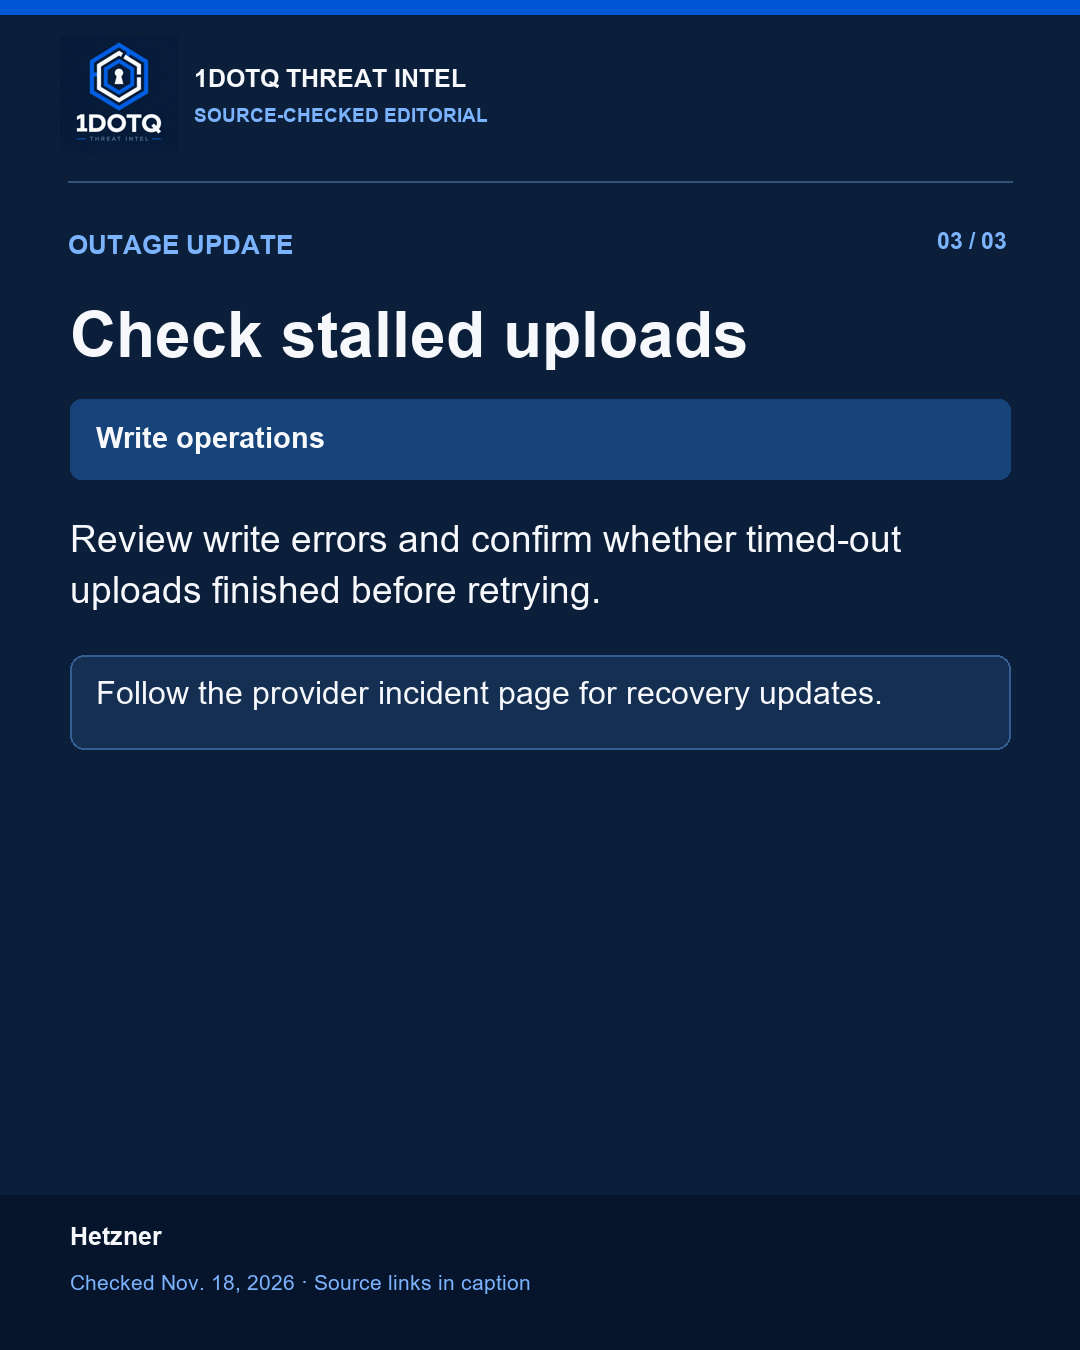 1DOTQ
THREAT INTEL
1DOTQ THREAT INTEL
SOURCE-CHECKED EDITORIAL
OUTAGE UPDATE
03 / 03
Check stalled uploads
Write operations
Review write errors and confirm whether timed-out
uploads finished before retrying.
Follow the provider incident page for recovery updates.
Hetzner
Checked Nov. 18, 2026 · Source links in caption